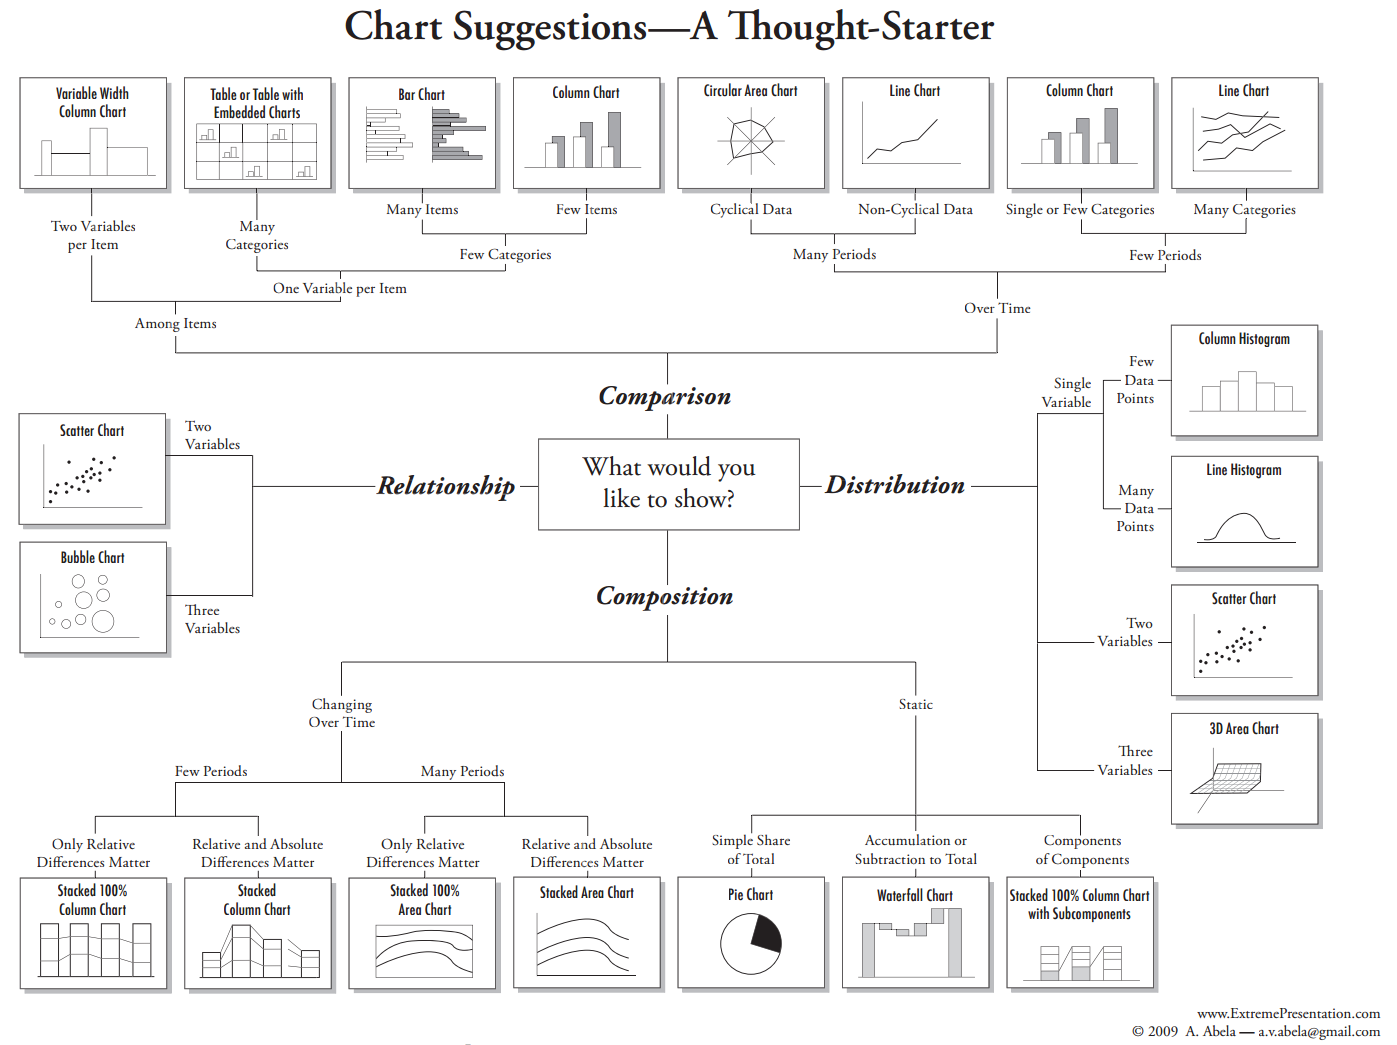 Chart Suggestions—A Thought-Starter
Variable Width
Column Chart
Table or Table with
Embedded Charts
Bar Chart
Column Chart
Circular Area Chart
Line Chart
Column Chart
Line Chart
Two Variables
per Item
Many
Categories
Many Items
Few Items
Cyclical Data
Non-Cyclical Data
Single or Few Categories
Many Categories
Few Categories
Many Periods
Few Periods
One Variable per Item
Over Time
Among Items
Comparison
What would you
like to show?
Relationship
Two
Variables
Scatter Chart
Three
Variables
Bubble Chart
Distribution
Single
Variable
Few
Data
Points
Column Histogram
Many
Data
Points
Line Histogram
Two
Variables
Scatter Chart
Three
Variables
3D Area Chart
Composition
Changing
Over Time
Static
Few Periods
Many Periods
Only Relative
Differences Matter
Relative and Absolute
Differences Matter
Only Relative
Differences Matter
Relative and Absolute
Differences Matter
Simple Share
of Total
Accumulation or
Subtraction to Total
Components
of Components
Stacked 100%
Column Chart
Stacked
Column Chart
Stacked 100%
Area Chart
Stacked Area Chart
Pie Chart
Waterfall Chart
Stacked 100% Column Chart
with Subcomponents
www.ExtremePresentation.com
© 2009 A. Abela — a.v.abela@gmail.com